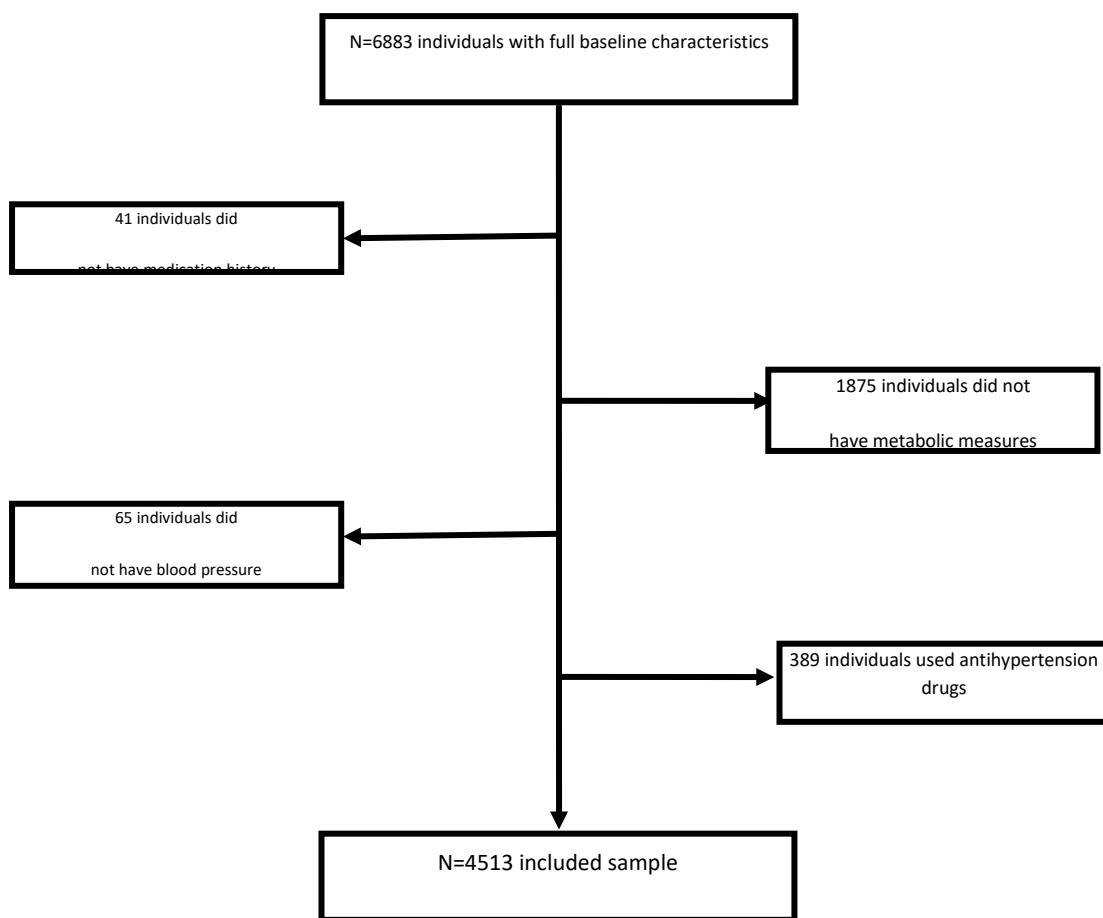 N=6883 individuals with full baseline characteristics
41 individuals did
not have medication history
1875 individuals did not
have metabolic measures
65 individuals did
not have blood pressure
389 individuals used antihypertension
drugs
N=4513 included sample